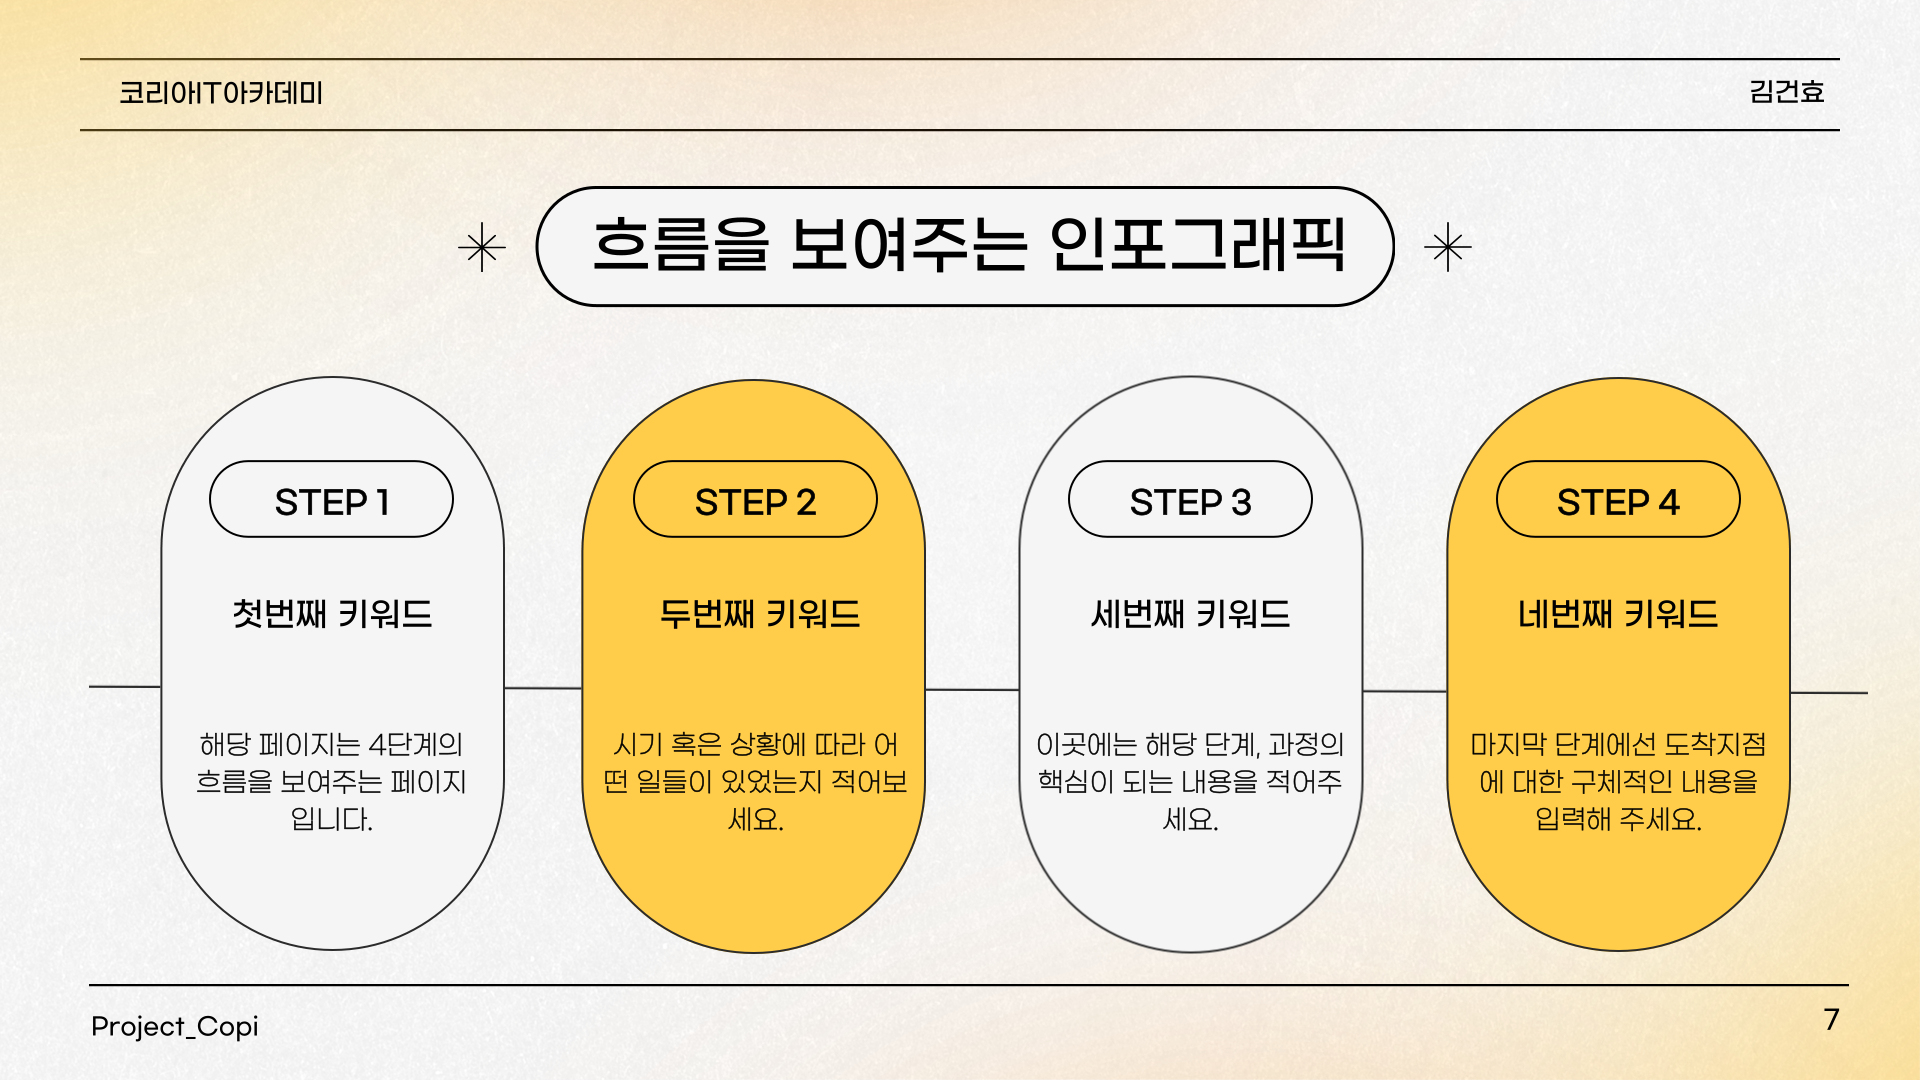 코리아IT아카데미
김건효
흐름을 보여주는 인포그래픽
STEP 1
첫번째 키워드
해당 페이지는 4단계의
흐름을 보여주는 페이지
입니다.
STEP 2
두번째 키워드
시기 혹은 상황에 따라 어
떤 일들이 있었는지 적어보
세요.
STEP 3
세번째 키워드
이곳에는 해당 단계, 과정의
핵심이 되는 내용을 적어주
세요.
STEP 4
네번째 키워드
마지막 단계에선 도착지점
에 대한 구체적인 내용을
입력해 주세요.
Project_Copi
7